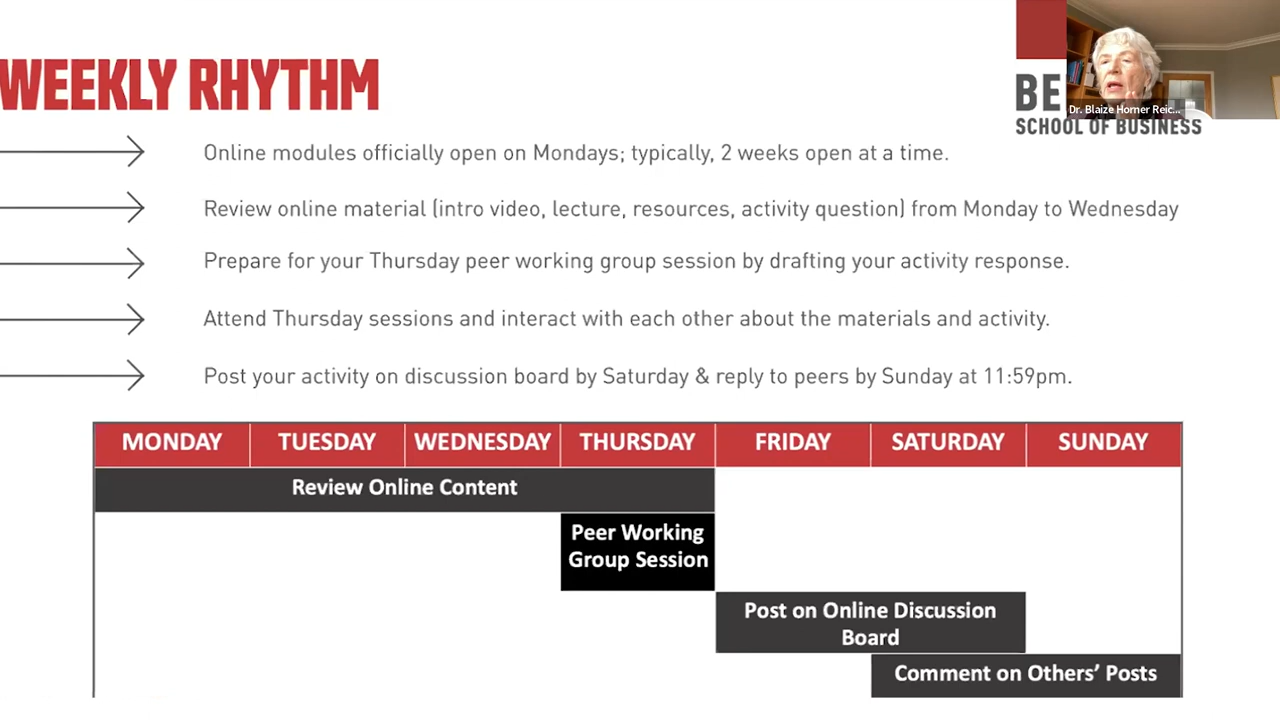 WEEKLY RHYTHM
BE
Dr. Blaize Horner Reic...
SCHOOL OF BUSINESS
Online modules officially open on Mondays; typically, 2 weeks open at a time.
Review online material (intro video, lecture, resources, activity question) from Monday to Wednesday
Prepare for your Thursday peer working group session by drafting your activity response.
Attend Thursday sessions and interact with each other about the materials and activity.
Post your activity on discussion board by Saturday & reply to peers by Sunday at 11:59pm.
MONDAY TUESDAY WEDNESDAY THURSDAY FRIDAY SATURDAY SUNDAY
Review Online Content
Peer Working
Group Session
Post on Online Discussion
Board
Comment on Others' Posts